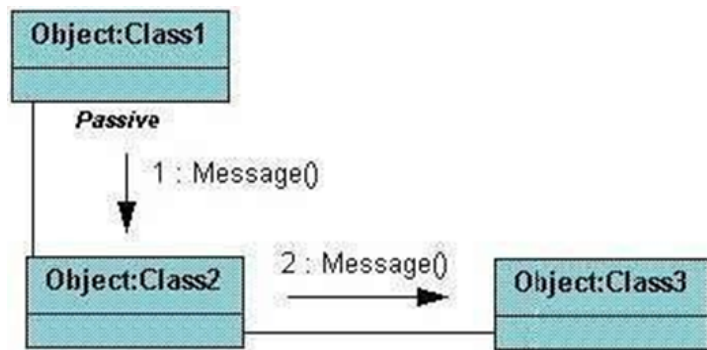 Object:Class1
Passive
1 : Message()
Object:Class2
2 : Message()
Object:Class3